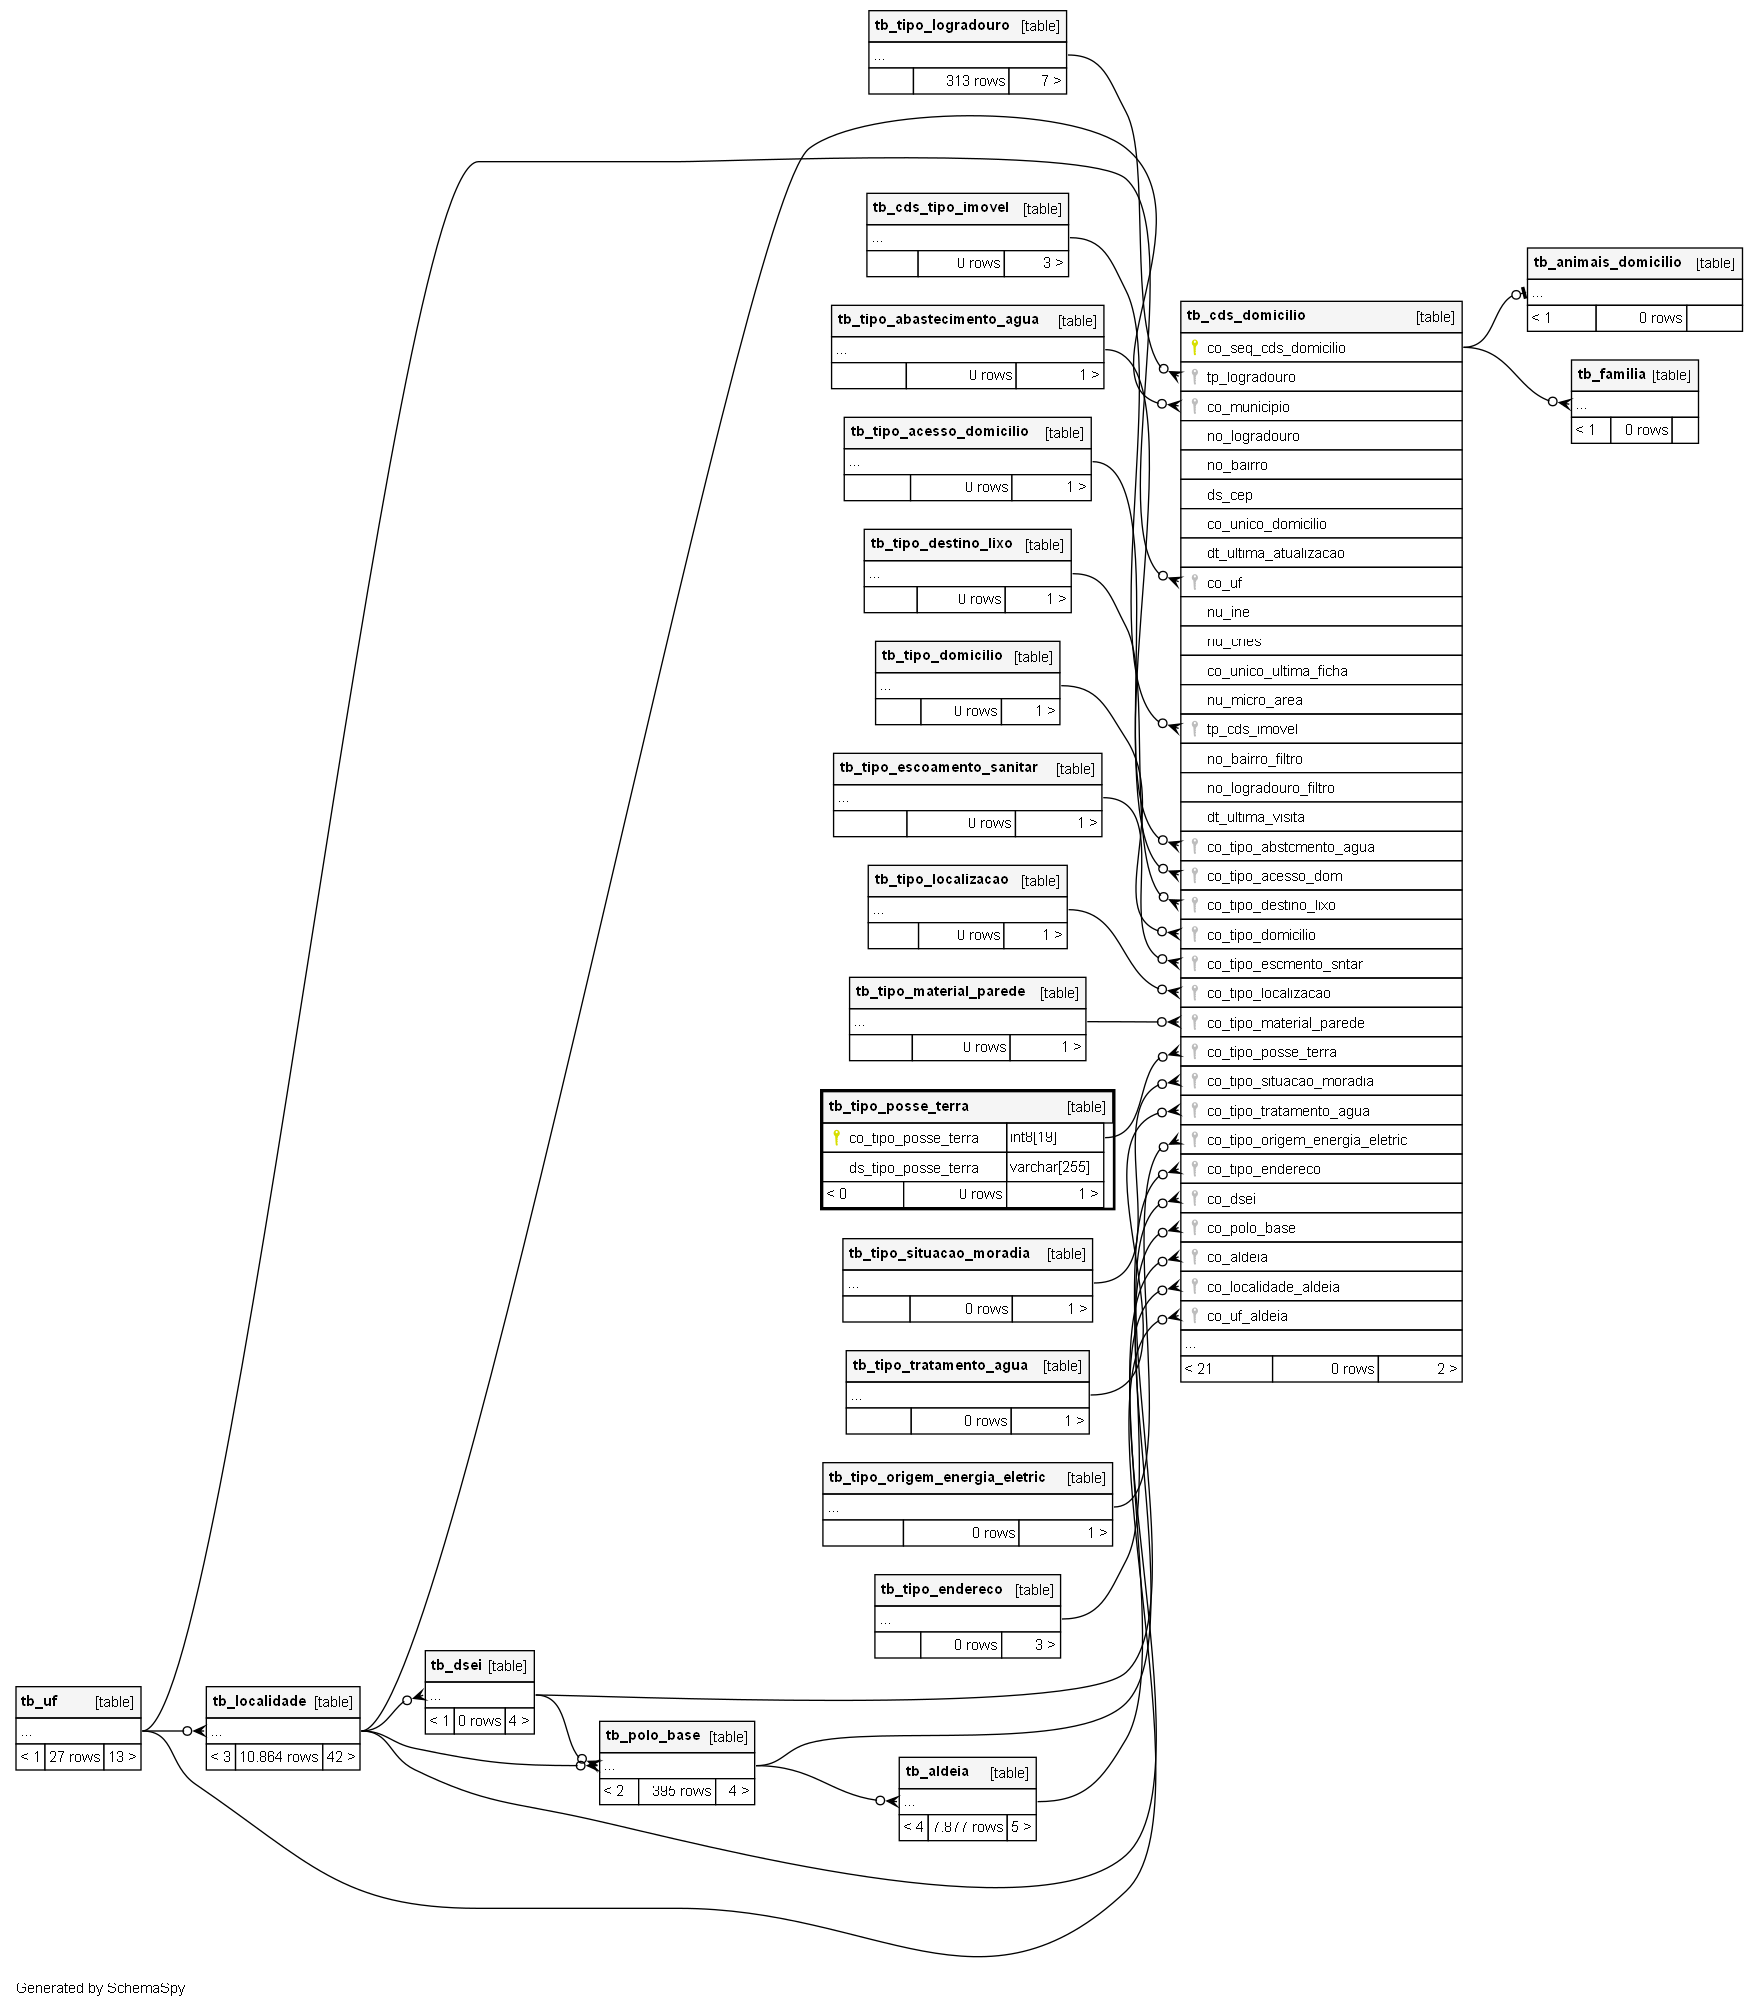 tb_tipo_logradouro [table]
...
313 rows 7 >
tb_cds_tipo_imovel [table]
...
0 rows 3 >
tb_tipo_abastecimento_agua [table]
...
0 rows 1 >
tb_tipo_acesso_domicilio [table]
...
0 rows 1 >
tb_tipo_destino_lixo [table]
...
0 rows 1 >
tb_tipo_domicilio [table]
...
0 rows 1 >
tb_tipo_escoamento_sanitar [table]
...
0 rows 1 >
tb_tipo_localizacao [table]
...
0 rows 1 >
tb_tipo_material_parede [table]
...
0 rows 1 >
tb_tipo_posse_terra [table]
co_tipo_posse_terra int8[19]
ds_tipo_posse_terra varchar[255]
< 0 0 rows 1 >
tb_tipo_situacao_moradia [table]
...
0 rows 1 >
tb_tipo_tratamento_agua [table]
...
0 rows 1 >
tb_tipo_origem_energia_eletric [table]
...
0 rows 1 >
tb_tipo_endereco [table]
...
0 rows 3 >
tb_cds_domicilio [table]
co_seq_cds_domicilio
tp_logradouro
co_municipio
no_logradouro
no_bairro
ds_cep
co_unico_domicilio
dt_ultima_atualizacao
co_uf
nu_ine
nu_cnes
co_unico_ultima_ficha
nu_micro_area
tp_cds_imovel
no_bairro_filtro
no_logradouro_filtro
dt_ultima_visita
co_tipo_abstcmento_agua
co_tipo_acesso_dom
co_tipo_destino_lixo
co_tipo_domicilio
co_tipo_escmento_sntar
co_tipo_localizacao
co_tipo_material_parede
co_tipo_posse_terra
co_tipo_situacao_moradia
co_tipo_tratamento_agua
co_tipo_origem_energia_eletric
co_tipo_endereco
co_dsei
co_polo_base
co_aldeia
co_localidade_aldeia
co_uf_aldeia
...
< 21 0 rows 2 >
tb_animais_domicilio [table]
...
< 1 0 rows
tb_familia [table]
...
< 1 0 rows
tb_uf [table]
...
< 1 27 rows 13 >
tb_localidade [table]
...
< 3 10.864 rows 42 >
tb_dsei [table]
...
< 1 0 rows 4 >
tb_polo_base [table]
...
< 2 395 rows 4 >
tb_aldeia [table]
...
< 4 7.877 rows 5 >
Generated by SchemaSpy